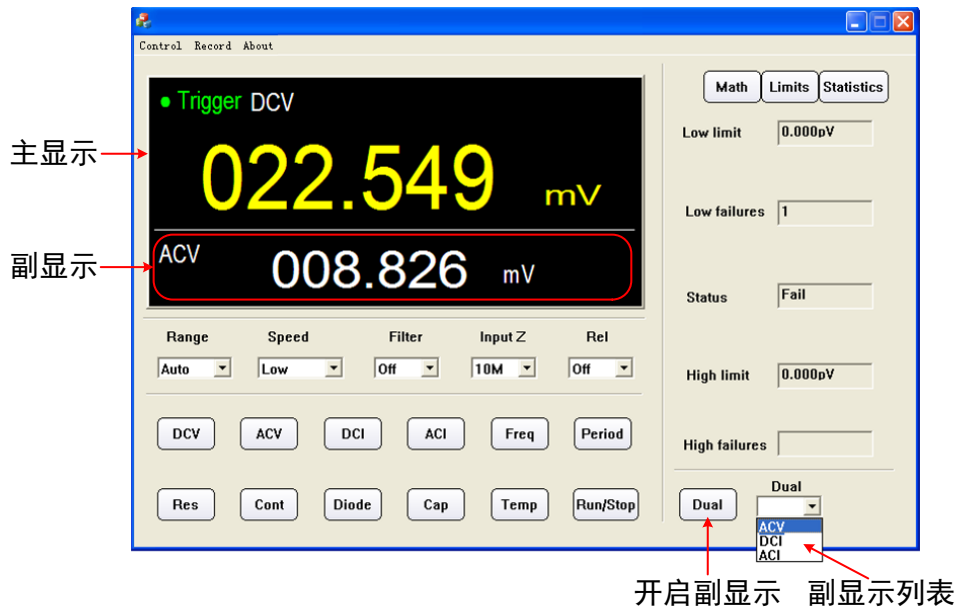 Control Record About
• Trigger DCV
022.549 mV
ACV 008.826 mV
主显示
副显示
Range Speed Filter Input Z Rel
Auto Low Off 10M Off
DCV ACV DCI ACI Freq Period
Res Cont Diode Cap Temp Run/Stop
Math Limits Statistics
Low limit 0.000pV
Low failures 1
Status Fail
High limit 0.000pV
High failures
Dual
Dual
ACV
DCI
ACI
开启副显示 副显示列表